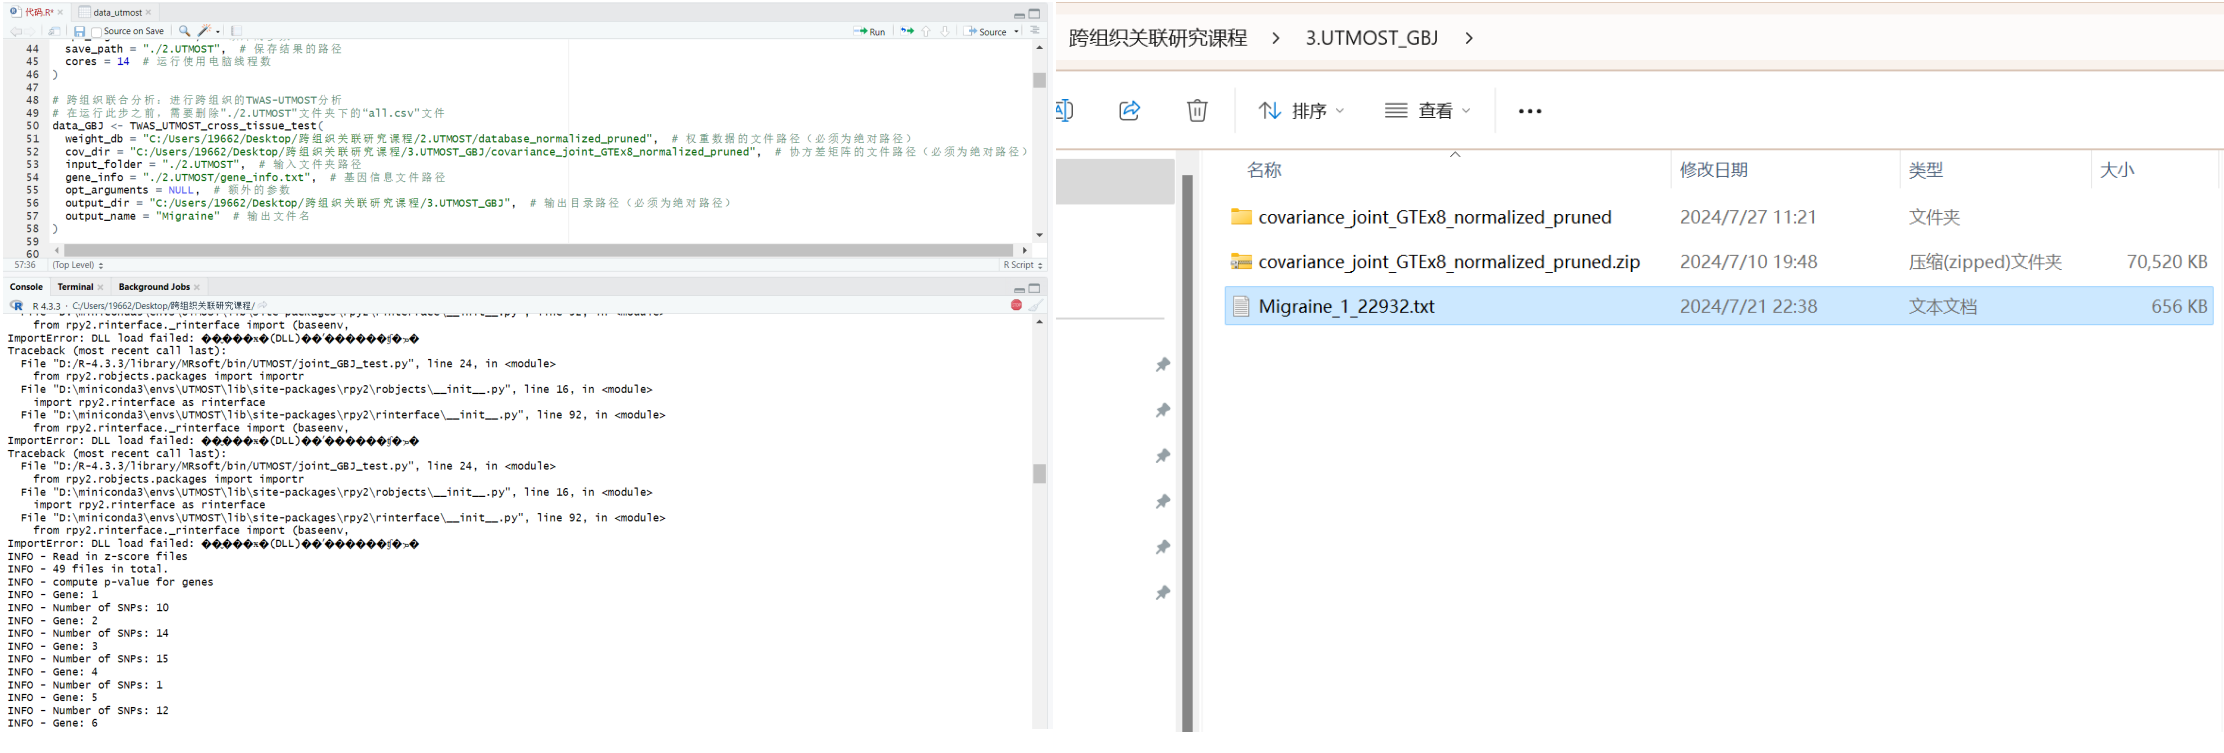 代码.R*
data_utmost
Source on Save
Run
Source
44 save_path = "./2.UTMOST", # 保存结果的路径
45 cores = 14 # 运行使用电脑线程数
46 )
47
48 # 跨组织联合分析：进行跨组织的TWAS-UTMOST分析
49 # 在运行此步之前，需要删除"./2.UTMOST"文件夹下的"all.csv"文件
50 data_GBJ <- TWAS_UTMOST_cross_tissue_test(
51 weight_db = "C:/Users/19662/Desktop/跨组织关联研究课程/2.UTMOST/database_normalized_pruned", # 权重数据的文件路径（必须为绝对路径）
52 cov_dir = "C:/Users/19662/Desktop/跨组织关联研究课程/3.UTMOST_GBJ/covariance_joint_GTEx8_normalized_pruned", # 协方差矩阵的文件路径（必须为绝对路径）
53 input_folder = "./2.UTMOST", # 输入文件夹路径
54 gene_info = "./2.UTMOST/gene_info.txt", # 基因信息文件路径
55 opt_arguments = NULL, # 额外的参数
56 output_dir = "C:/Users/19662/Desktop/跨组织关联研究课程/3.UTMOST_GBJ", # 输出目录路径（必须为绝对路径）
57 output_name = "Migraine" # 输出文件名
58 )
59
60
57:36 (Top Level) R Script
Console Terminal Background Jobs
R 4.3.3 · C:/Users/19662/Desktop/跨组织关联研究课程/
from rpy2.rinterface._rinterface import (baseenv,
ImportError: DLL load failed: (DLL)
Traceback (most recent call last):
File "D:/R-4.3.3/library/MRsoft/bin/UTMOST/joint_GBJ_test.py", line 24, in <module>
from rpy2.robjects.packages import importr
File "D:\miniconda3\envs\UTMOST\lib\site-packages\rpy2\robjects\__init__.py", line 16, in <module>
import rpy2.rinterface as rinterface
File "D:\miniconda3\envs\UTMOST\lib\site-packages\rpy2\rinterface\__init__.py", line 92, in <module>
from rpy2.rinterface._rinterface import (baseenv,
ImportError: DLL load failed: (DLL)
Traceback (most recent call last):
File "D:/R-4.3.3/library/MRsoft/bin/UTMOST/joint_GBJ_test.py", line 24, in <module>
from rpy2.robjects.packages import importr
File "D:\miniconda3\envs\UTMOST\lib\site-packages\rpy2\robjects\__init__.py", line 16, in <module>
import rpy2.rinterface as rinterface
File "D:\miniconda3\envs\UTMOST\lib\site-packages\rpy2\rinterface\__init__.py", line 92, in <module>
from rpy2.rinterface._rinterface import (baseenv,
ImportError: DLL load failed: (DLL)
INFO - Read in z-score files
INFO - 49 files in total.
INFO - compute p-value for genes
INFO - Gene: 1
INFO - Number of SNPs: 10
INFO - Gene: 2
INFO - Number of SNPs: 14
INFO - Gene: 3
INFO - Number of SNPs: 15
INFO - Gene: 4
INFO - Number of SNPs: 1
INFO - Gene: 5
INFO - Number of SNPs: 12
INFO - Gene: 6
跨组织关联研究课程 > 3.UTMOST_GBJ >
排序 查看 ...
名称 修改日期 类型 大小
covariance_joint_GTEx8_normalized_pruned 2024/7/27 11:21 文件夹
covariance_joint_GTEx8_normalized_pruned.zip 2024/7/10 19:48 压缩(zipped)文件夹 70,520 KB
Migraine_1_22932.txt 2024/7/21 22:38 文本文档 656 KB